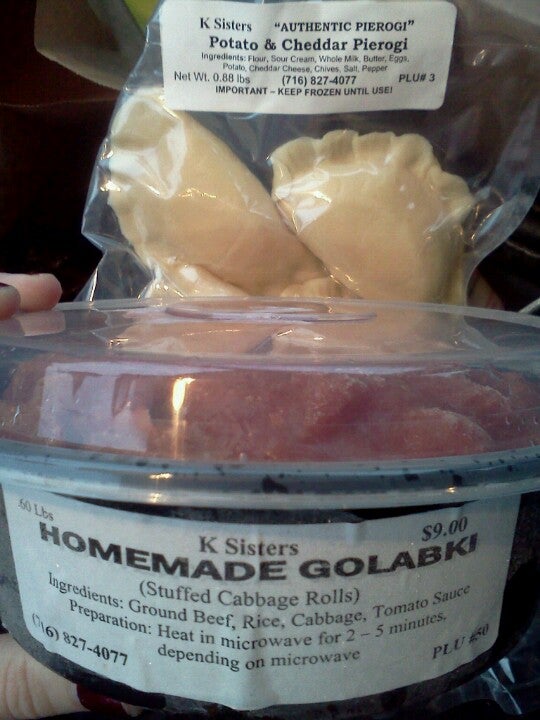 K Sisters "AUTHENTIC PIEROGI"
Potato & Cheddar Pierogi
Ingredients: Flour, Sour Cream, Whole Milk, Butter, Eggs,
Potato, Cheddar Cheese, Chives, Salt, Pepper
Net Wt. 0.88 lbs (716) 827-4077 PLU# 3
IMPORTANT – KEEP FROZEN UNTIL USE!
.60 Lbs K Sisters $9.00
HOMEMADE GOLABKI
(Stuffed Cabbage Rolls)
Ingredients: Ground Beef, Rice, Cabbage, Tomato Sauce
Preparation: Heat in microwave for 2 – 5 minutes,
depending on microwave
(716) 827-4077 PLU #50